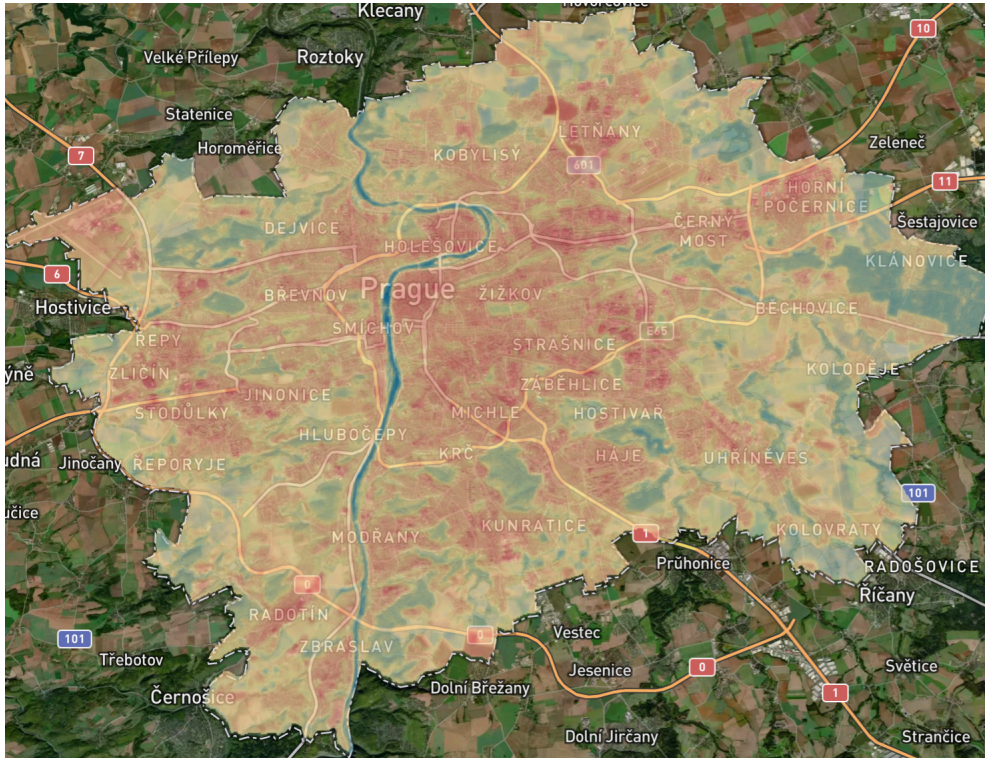 Klecany
10
Velké Přílepy
Roztoky
Statenice
LETŇANY
Zeleneč
7
Horoměřice
KOBYLISY
601
11
HORNÍ
POČERNICE
DEJVICE
ČERNÝ
MOST
Šestajovice
HOLEŠOVICE
KLÁNOVICE
6
Prague
BŘEVNOV
ŽIŽKOV
Hostivice
BĚCHOVICE
SMÍCHOV
E65
ŘEPY
STRAŠNICE
ZLIČÍN
KOLODĚJE
JINONICE
ZÁBĚHLICE
STODŮLKY
MICHLE
HOSTIVAŘ
HLUBOČEPY
KRČ
HÁJE
UHŘÍNĚVES
Jinočany
ŘEPORYJE
101
KUNRATICE
KOLOVRATY
MODŘANY
1
Průhonice
RADOŠOVICE
0
Říčany
RADOTÍN
101
ZBRASLAV
0
Vestec
Třebotov
Jesenice
0
Světice
Černošice
Dolní Břežany
1
Dolní Jirčany
Strančice